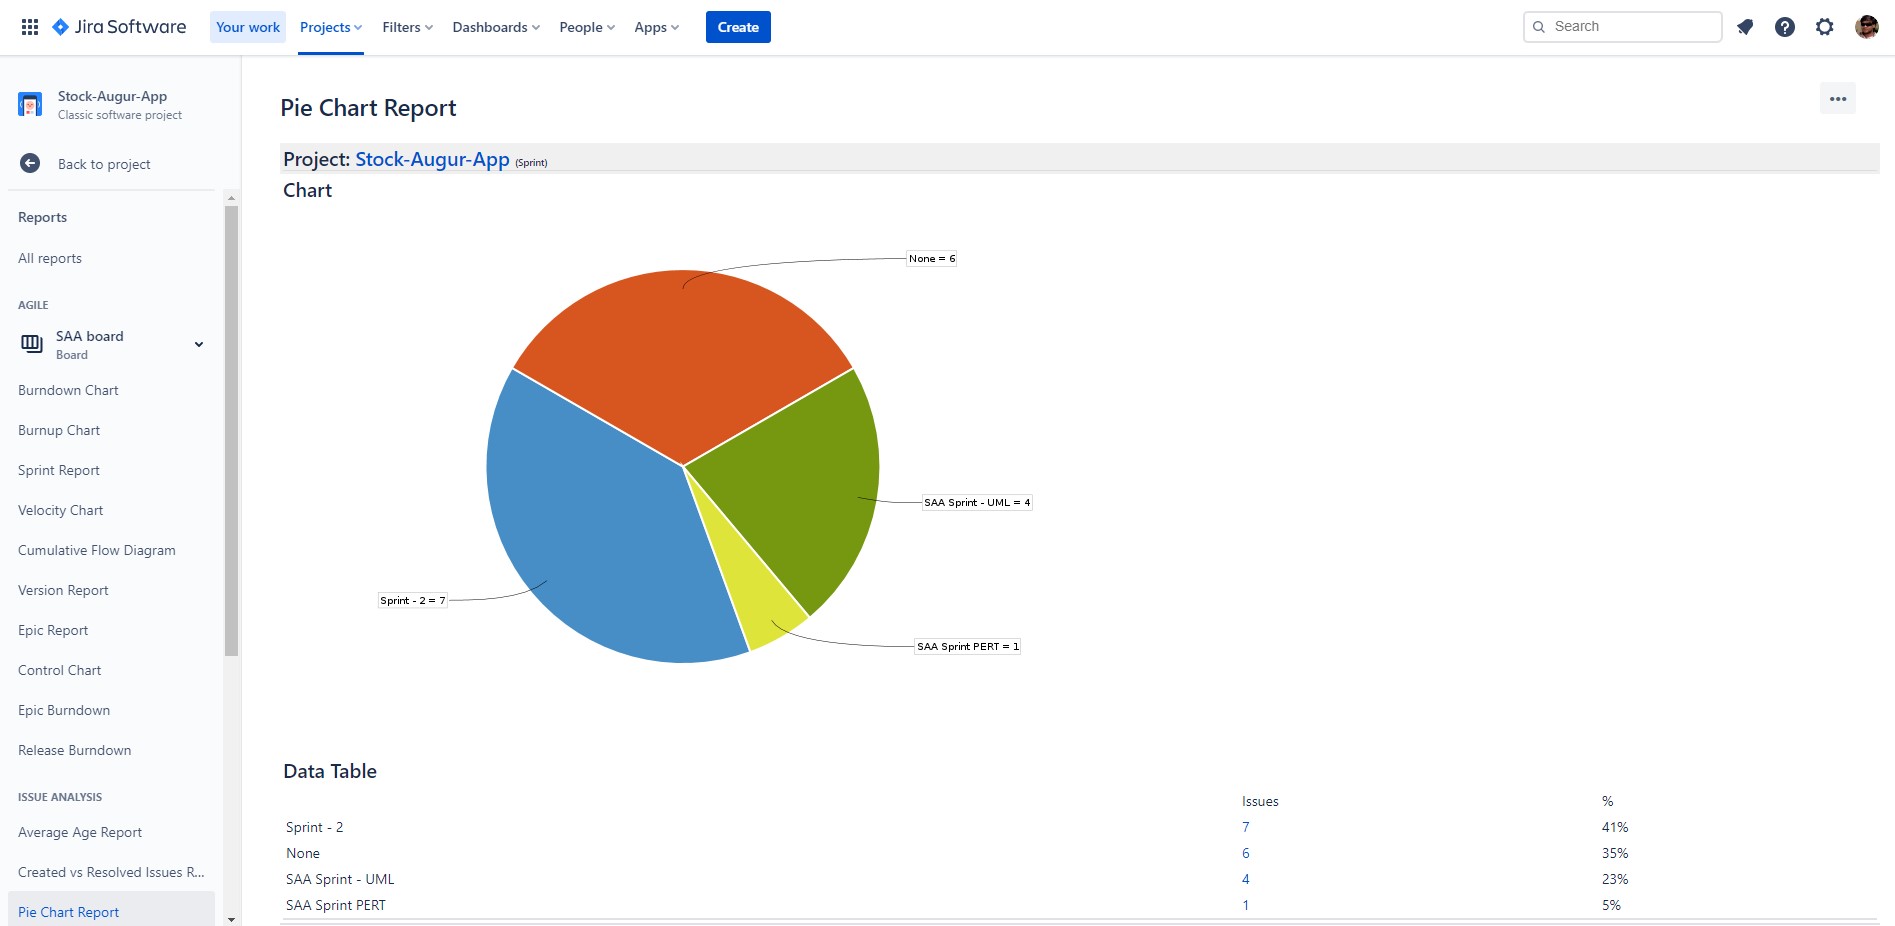 Jira Software Your work Projects Filters Dashboards People Apps Create Search
Stock-Augur-App
Classic software project
Back to project
Reports
All reports
AGILE
SAA board
Board
Burndown Chart
Burnup Chart
Sprint Report
Velocity Chart
Cumulative Flow Diagram
Version Report
Epic Report
Control Chart
Epic Burndown
Release Burndown
ISSUE ANALYSIS
Average Age Report
Created vs Resolved Issues R...
Pie Chart Report
Pie Chart Report
Project: Stock-Augur-App (Sprint)
Chart
None = 6
SAA Sprint - UML = 4
Sprint - 2 = 7
SAA Sprint PERT = 1
Data Table
Issues %
Sprint - 2 7 41%
None 6 35%
SAA Sprint - UML 4 23%
SAA Sprint PERT 1 5%